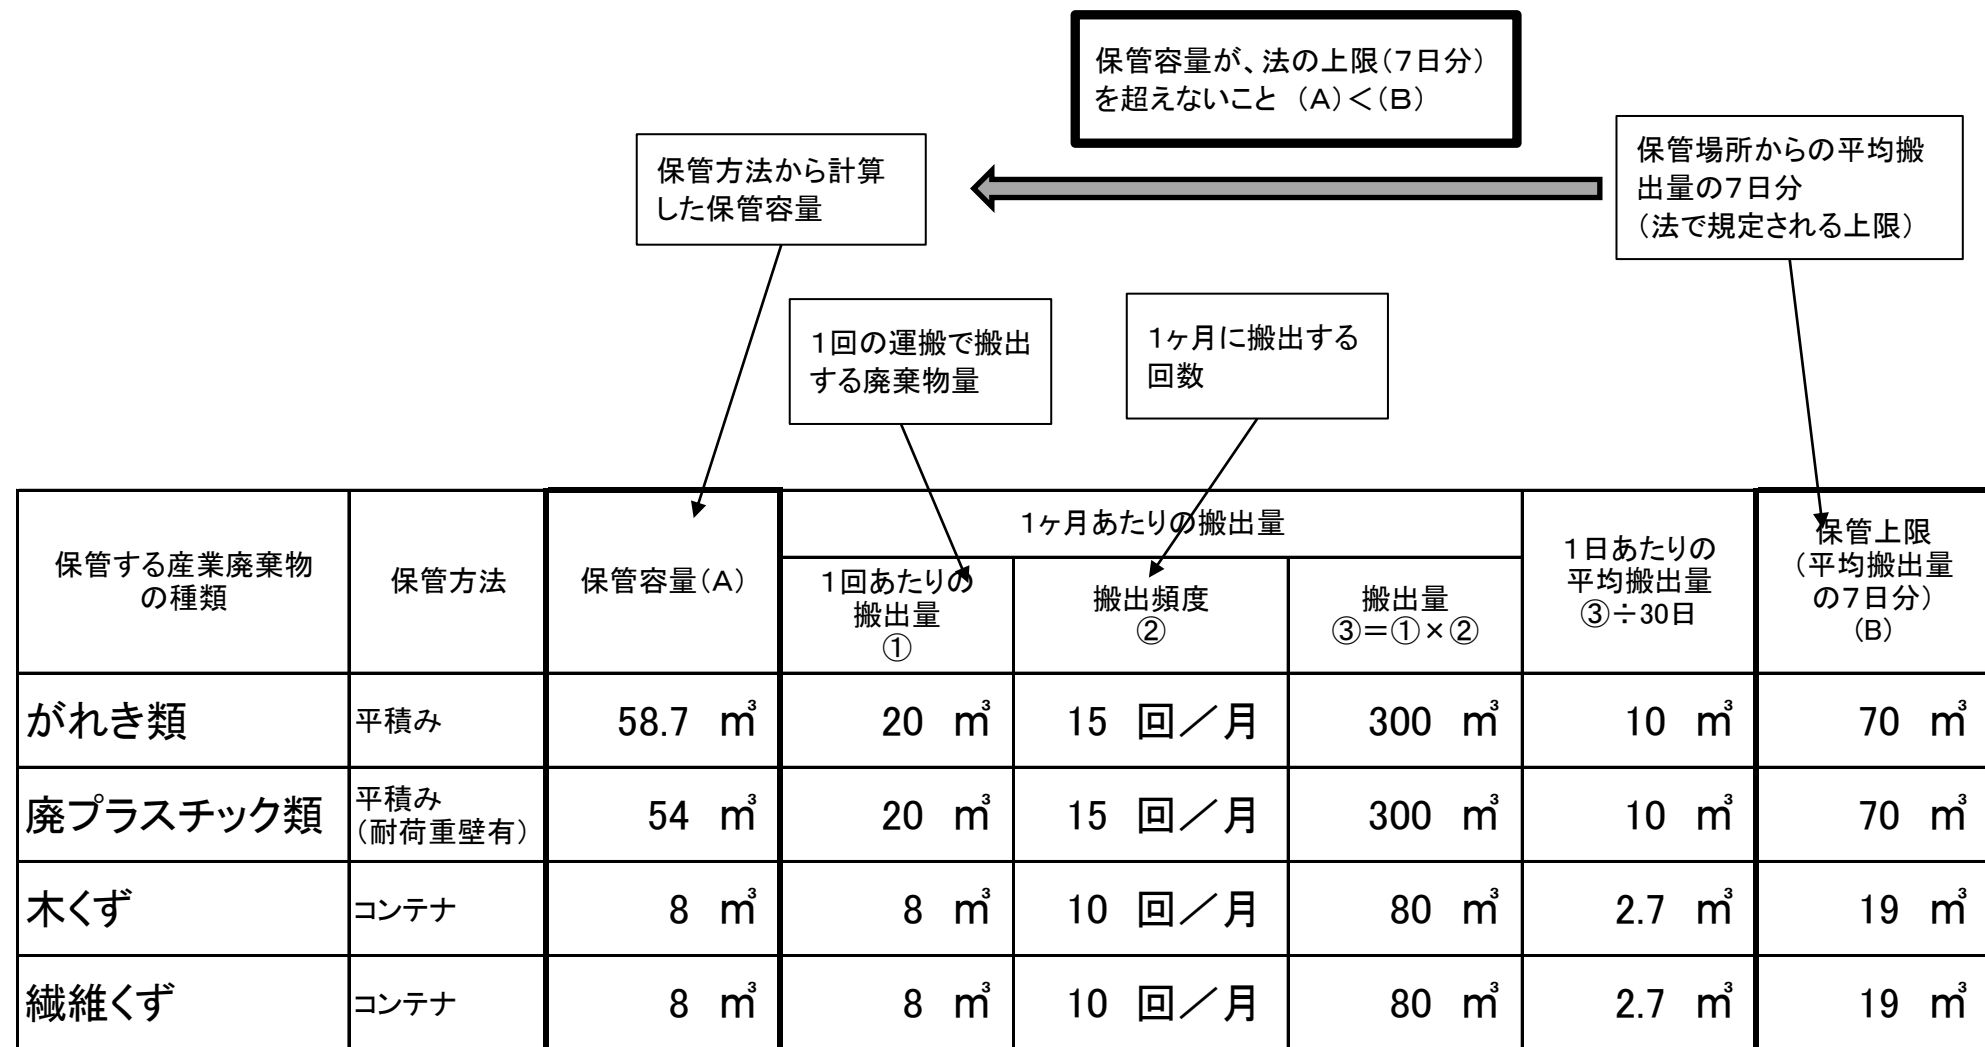 保管容量が、法の上限（７日分）
を超えないこと　（Ａ）＜（Ｂ）
保管方法から計算
した保管容量
保管場所からの平均搬
出量の７日分
（法で規定される上限）
１回の運搬で搬出
する廃棄物量
１ヶ月に搬出する
回数
保管する産業廃棄物
の種類
保管方法
保管容量（Ａ）
１ヶ月あたりの搬出量
１回あたりの
搬出量
①
搬出頻度
②
搬出量
③＝①×②
１日あたりの
平均搬出量
③÷30日
保管上限
（平均搬出量
の７日分）
（Ｂ）
がれき類 平積み 58.7 ㎥ 20 ㎥ 15 回／月 300 ㎥ 10 ㎥ 70 ㎥
廃プラスチック類 平積み
（耐荷重壁有） 54 ㎥ 20 ㎥ 15 回／月 300 ㎥ 10 ㎥ 70 ㎥
木くず コンテナ 8 ㎥ 8 ㎥ 10 回／月 80 ㎥ 2.7 ㎥ 19 ㎥
繊維くず コンテナ 8 ㎥ 8 ㎥ 10 回／月 80 ㎥ 2.7 ㎥ 19 ㎥